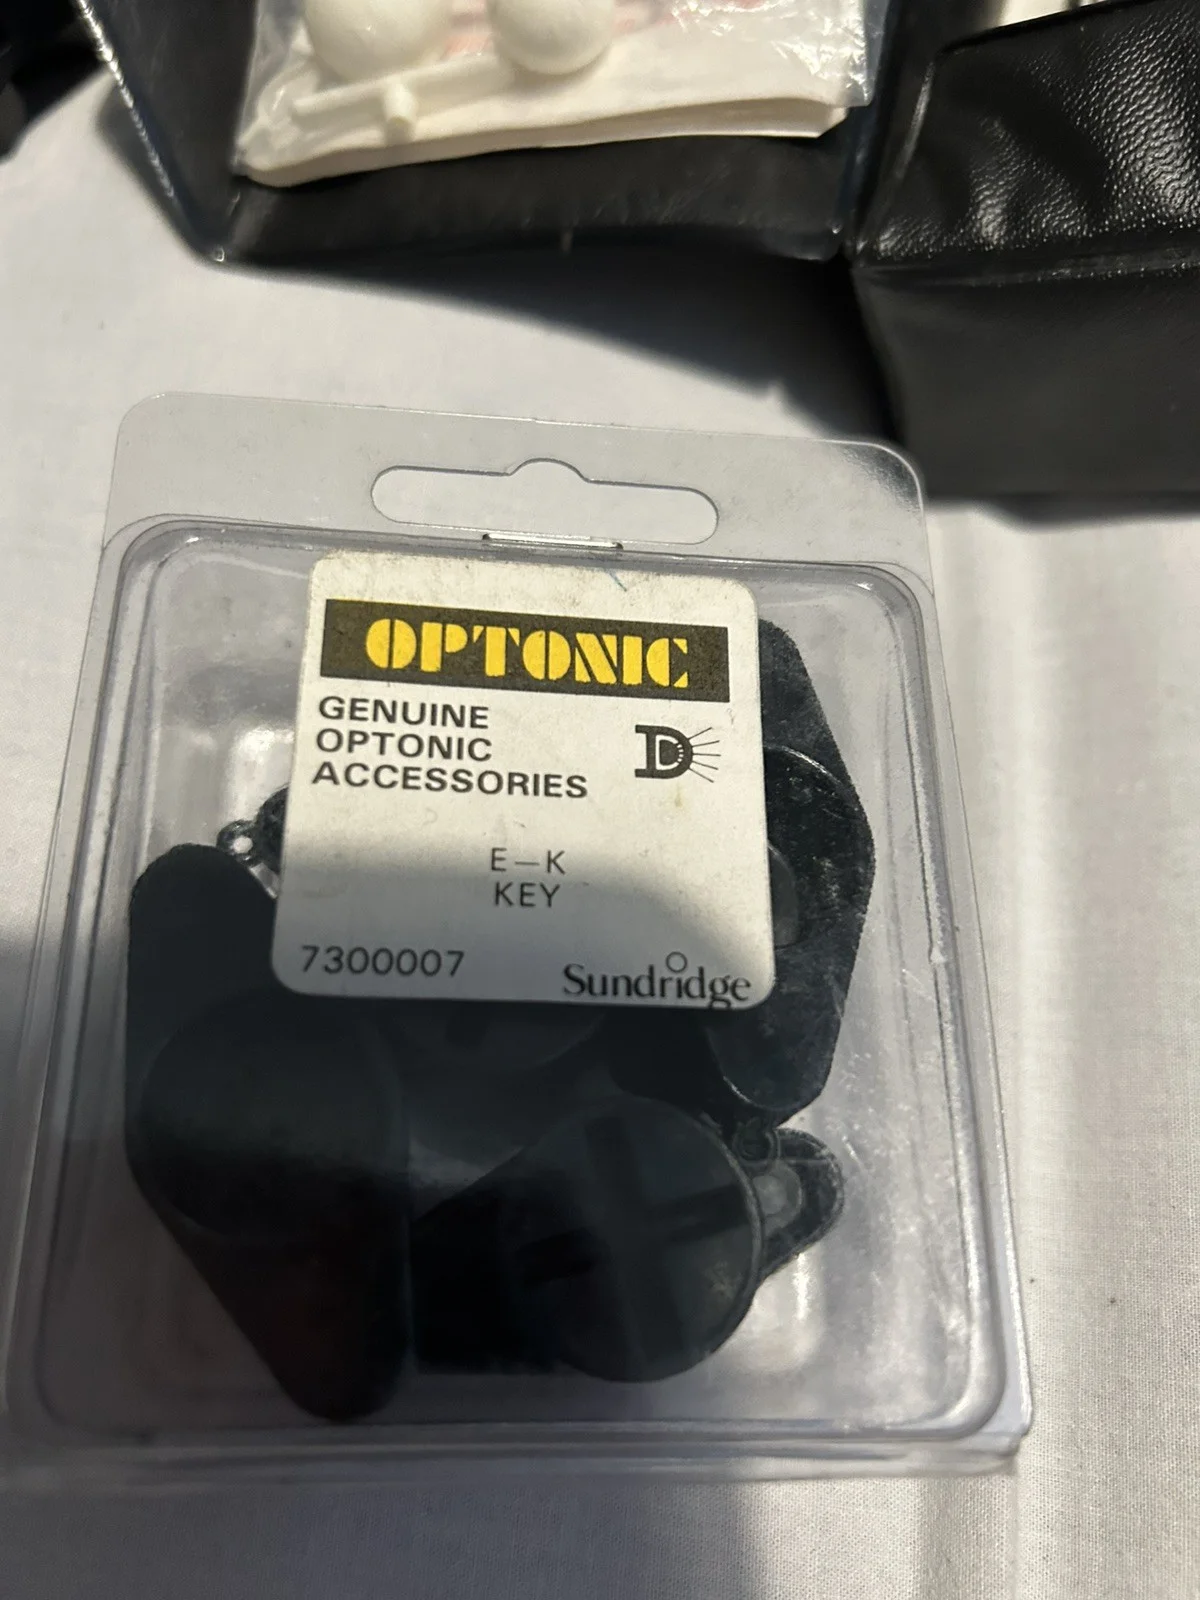 OPTONIC
GENUINE
OPTONIC
ACCESSORIES
D
E–K
KEY
7300007
Sundridge